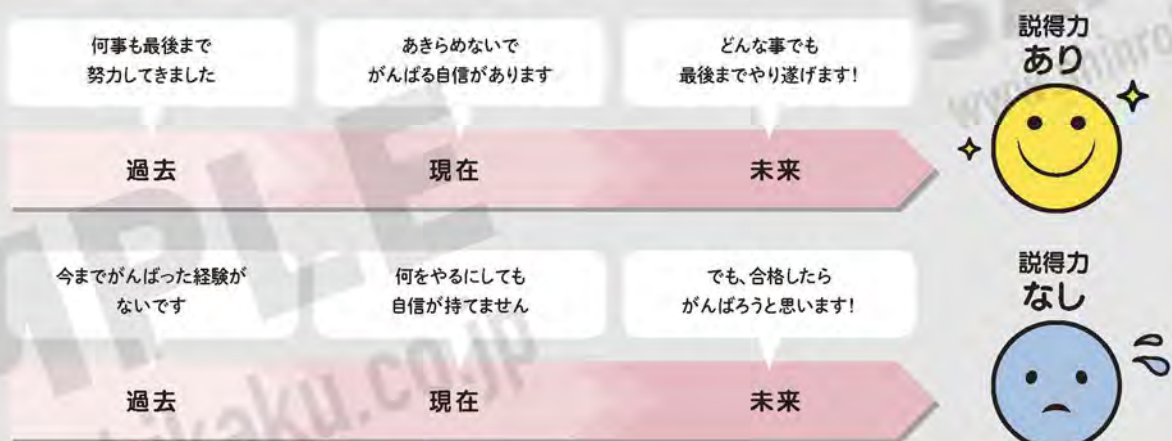 何事も最後まで
努力してきました
あきらめないで
がんばる自信があります
どんな事でも
最後までやり遂げます!
説得力
あり
過去
現在
未来
今までがんばった経験が
ないです
何をやるにしても
自信が持てません
でも、合格したら
がんばろうと思います!
説得力
なし
過去
現在
未来